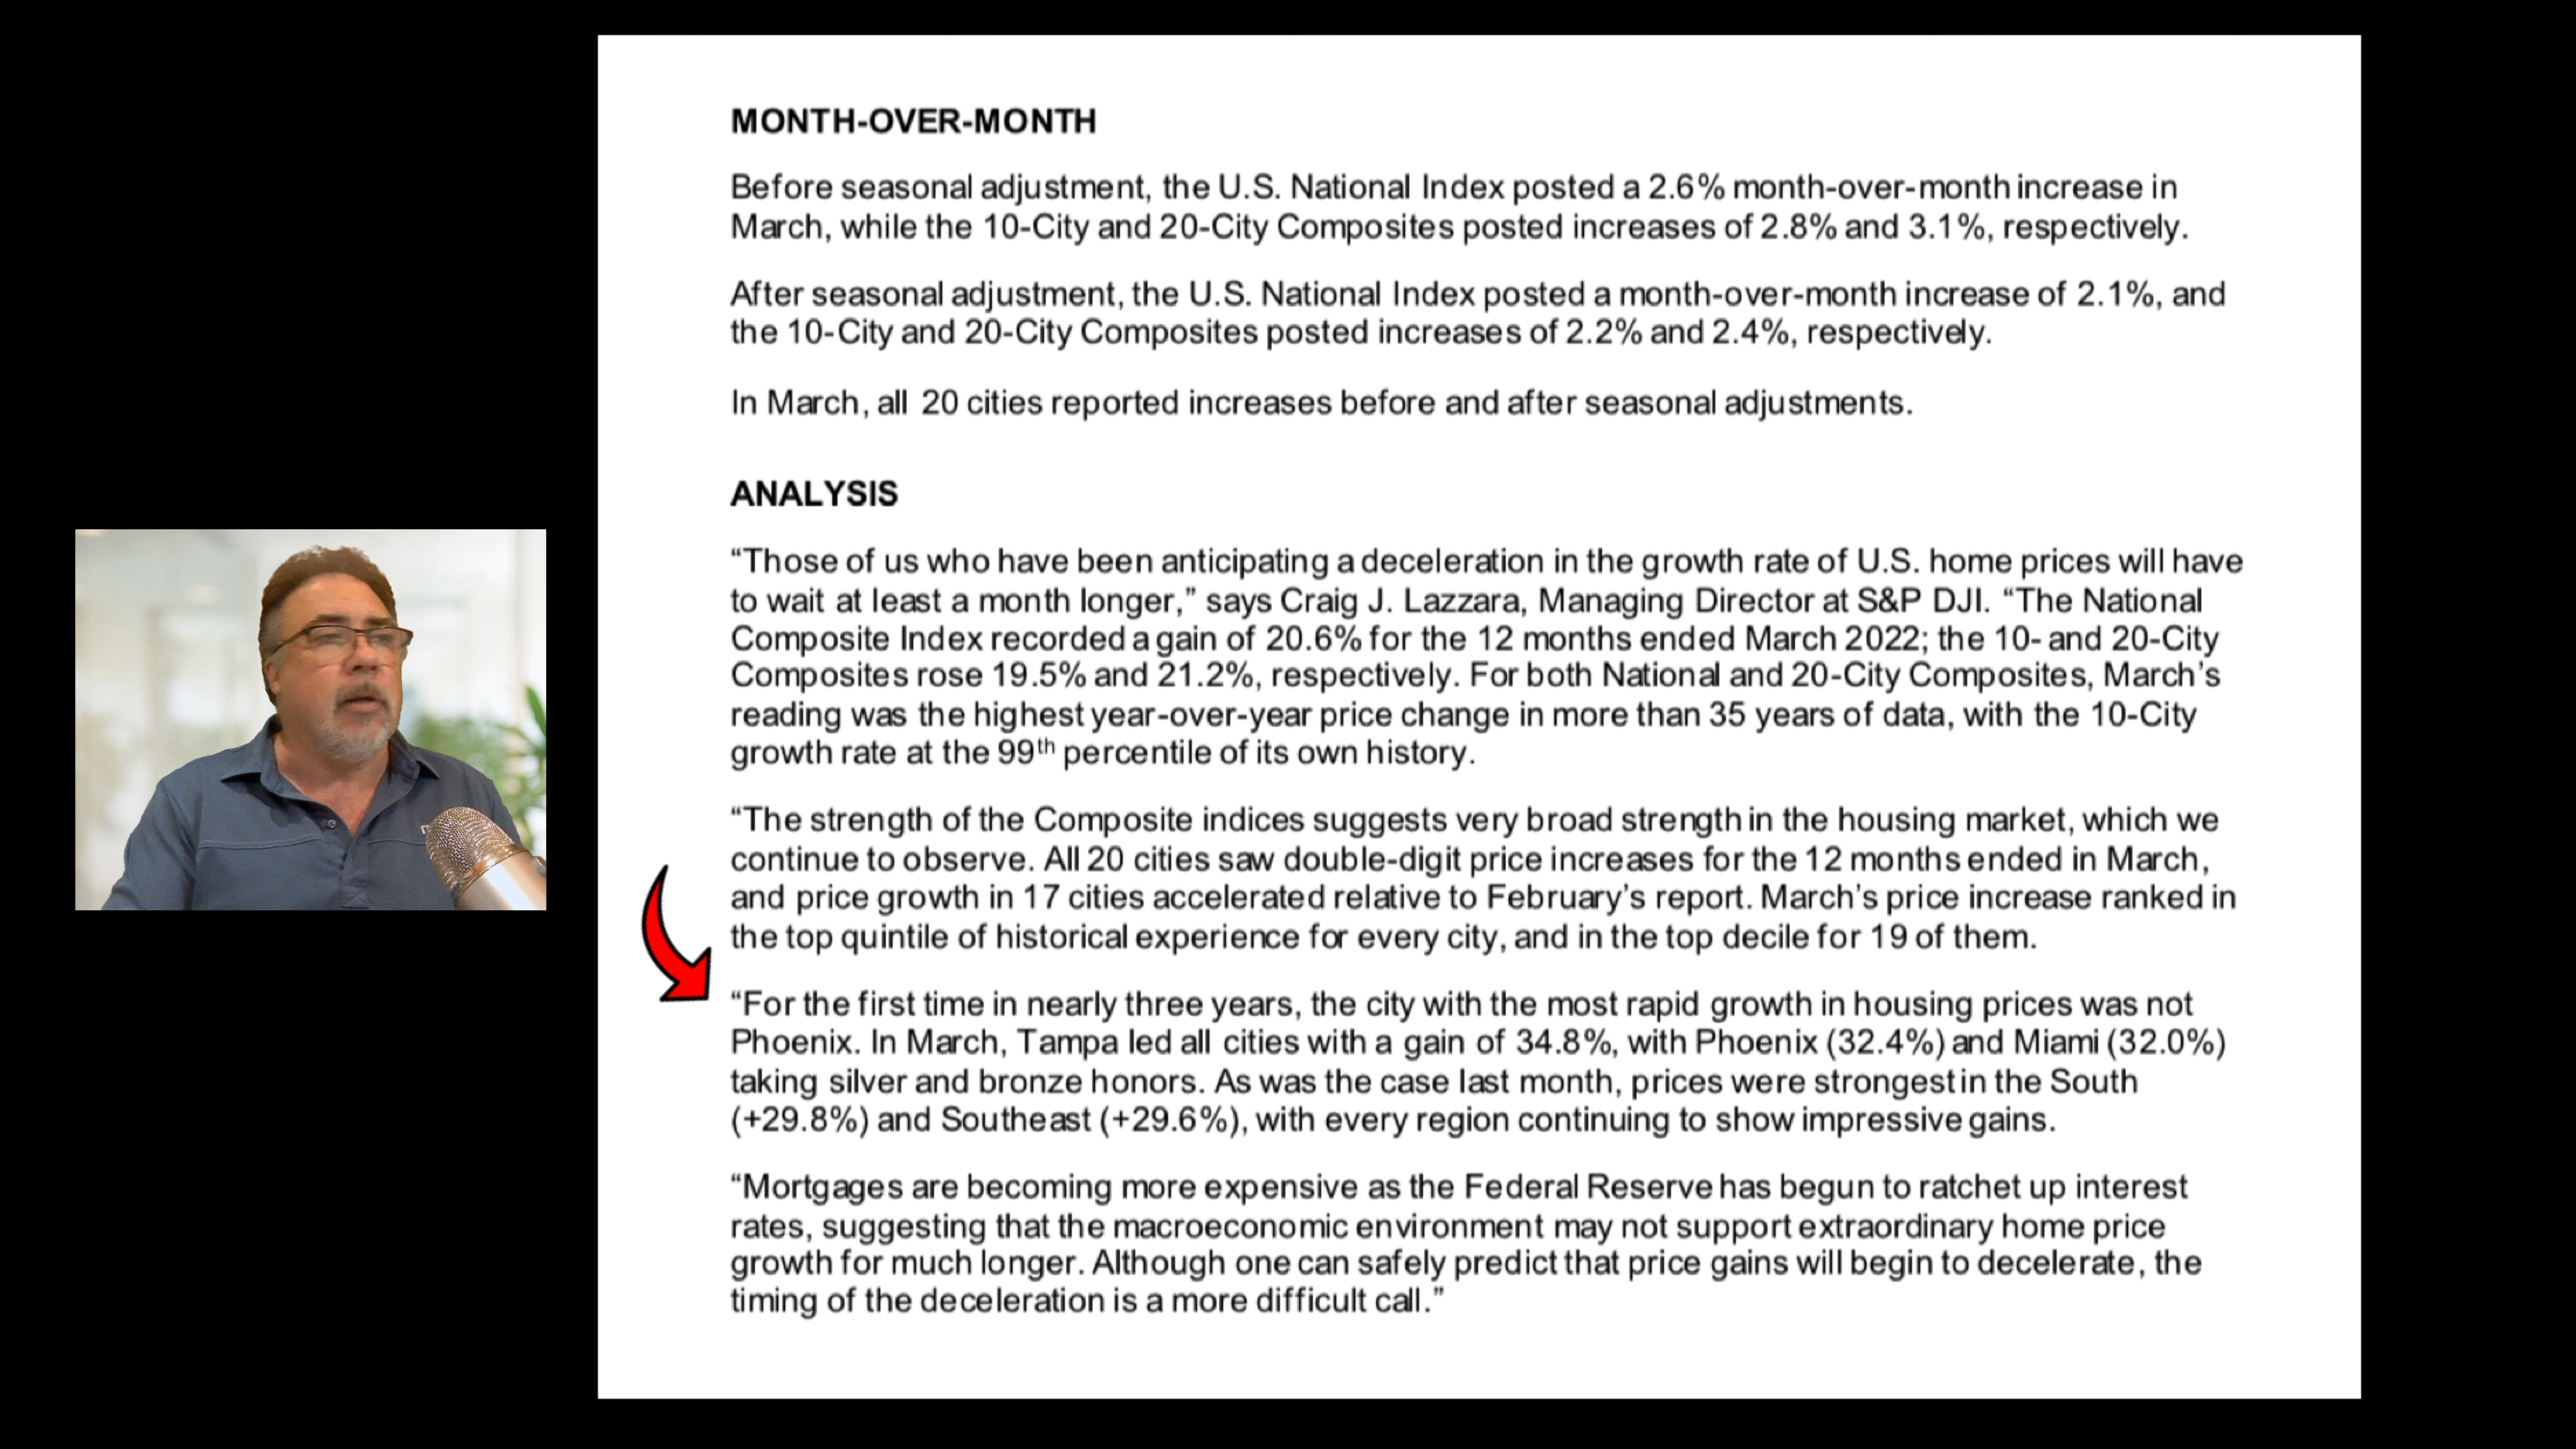 MONTH-OVER-MONTH
Before seasonal adjustment, the U.S. National Index posted a 2.6% month-over-month increase in
March, while the 10-City and 20-City Composites posted increases of 2.8% and 3.1%, respectively.
After seasonal adjustment, the U.S. National Index posted a month-over-month increase of 2.1%, and
the 10-City and 20-City Composites posted increases of 2.2% and 2.4%, respectively.
In March, all 20 cities reported increases before and after seasonal adjustments.
ANALYSIS
“Those of us who have been anticipating a deceleration in the growth rate of U.S. home prices will have
to wait at least a month longer,” says Craig J. Lazzara, Managing Director at S&P DJI. “The National
Composite Index recorded a gain of 20.6% for the 12 months ended March 2022; the 10- and 20-City
Composites rose 19.5% and 21.2%, respectively. For both National and 20-City Composites, March’s
reading was the highest year-over-year price change in more than 35 years of data, with the 10-City
growth rate at the 99th percentile of its own history.
“The strength of the Composite indices suggests very broad strength in the housing market, which we
continue to observe. All 20 cities saw double-digit price increases for the 12 months ended in March,
and price growth in 17 cities accelerated relative to February’s report. March’s price increase ranked in
the top quintile of historical experience for every city, and in the top decile for 19 of them.
“For the first time in nearly three years, the city with the most rapid growth in housing prices was not
Phoenix. In March, Tampa led all cities with a gain of 34.8%, with Phoenix (32.4%) and Miami (32.0%)
taking silver and bronze honors. As was the case last month, prices were strongest in the South
(+29.8%) and Southeast (+29.6%), with every region continuing to show impressive gains.
“Mortgages are becoming more expensive as the Federal Reserve has begun to ratchet up interest
rates, suggesting that the macroeconomic environment may not support extraordinary home price
growth for much longer. Although one can safely predict that price gains will begin to decelerate, the
timing of the deceleration is a more difficult call.”